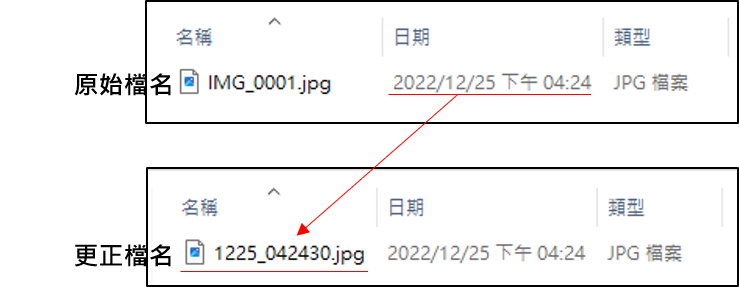 名稱 日期 類型
原始檔名 IMG_0001.jpg 2022/12/25 下午 04:24 JPG 檔案
名稱 日期 類型
更正檔名 1225_042430.jpg 2022/12/25 下午 04:24 JPG 檔案